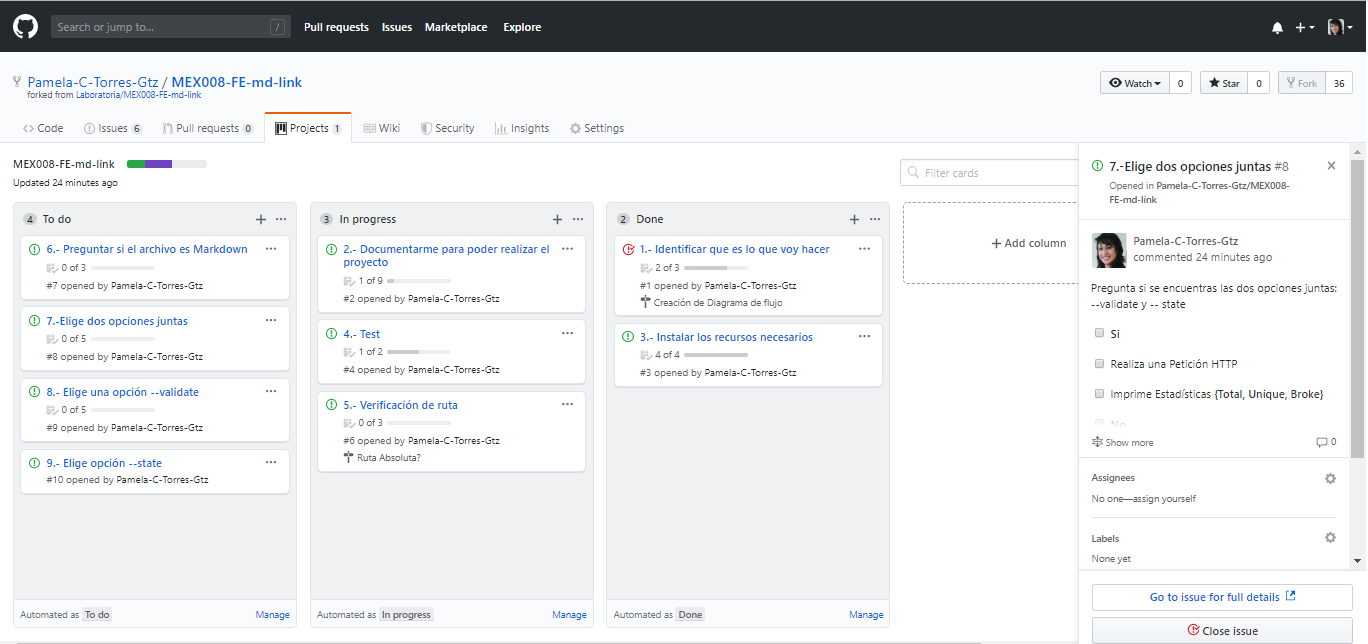 Search or jump to...
/
Pull requests
Issues
Marketplace
Explore
Pamela-C-Torres-Gtz / MEX008-FE-md-link
forked from Laboratoria/MEX008-FE-md-link
Watch 0
Star 0
Fork 36
Code
Issues 6
Pull requests 0
Projects 1
Wiki
Security
Insights
Settings
MEX008-FE-md-link
Updated 24 minutes ago
Filter cards
4 To do
6.- Preguntar si el archivo es Markdown
0 of 3
#7 opened by Pamela-C-Torres-Gtz
7.-Elige dos opciones juntas
0 of 5
#8 opened by Pamela-C-Torres-Gtz
8.- Elige una opción --validate
0 of 5
#9 opened by Pamela-C-Torres-Gtz
9.- Elige opción --state
#10 opened by Pamela-C-Torres-Gtz
Automated as To do
Manage
3 In progress
2.- Documentarme para poder realizar el
proyecto
1 of 9
#2 opened by Pamela-C-Torres-Gtz
4.- Test
1 of 2
#4 opened by Pamela-C-Torres-Gtz
5.- Verificación de ruta
0 of 3
#6 opened by Pamela-C-Torres-Gtz
Ruta Absoluta?
Automated as In progress
Manage
2 Done
1.- Identificar que es lo que voy hacer
2 of 3
#1 opened by Pamela-C-Torres-Gtz
Creación de Diagrama de flujo
3.- Instalar los recursos necesarios
4 of 4
#3 opened by Pamela-C-Torres-Gtz
Automated as Done
Manage
+ Add column
7.-Elige dos opciones juntas #8
Opened in Pamela-C-Torres-Gtz/MEX008-
FE-md-link
Pamela-C-Torres-Gtz
commented 24 minutes ago
Pregunta si se encuentras las dos opciones juntas:
--validate y -- state
Si
Realiza una Petición HTTP
Imprime Estadísticas {Total, Unique, Broke}
No
Show more
0
Assignees
No one—assign yourself
Labels
None yet
Go to issue for full details
Close issue